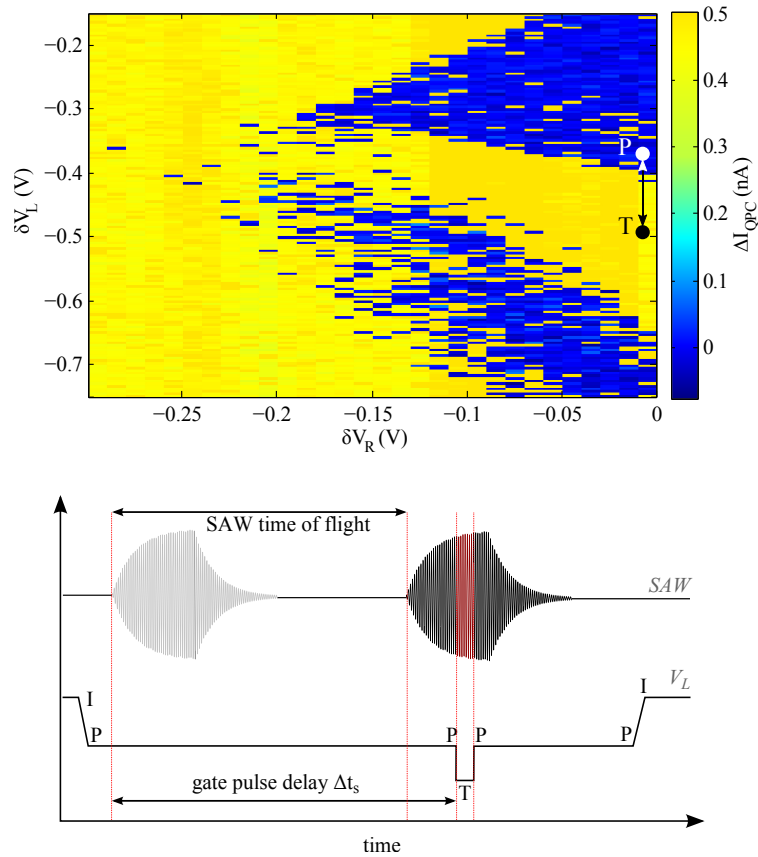 −0.2
−0.3
−0.4
−0.5
−0.6
−0.7
δV_L (V)
P
T
−0.25
−0.2
−0.15
−0.1
−0.05
0
δV_R (V)
0.5
0.4
0.3
0.2
0.1
0
ΔI_QPC (nA)
SAW time of flight
SAW
V_L
I
P
P
P
T
P
I
gate pulse delay Δt_s
time